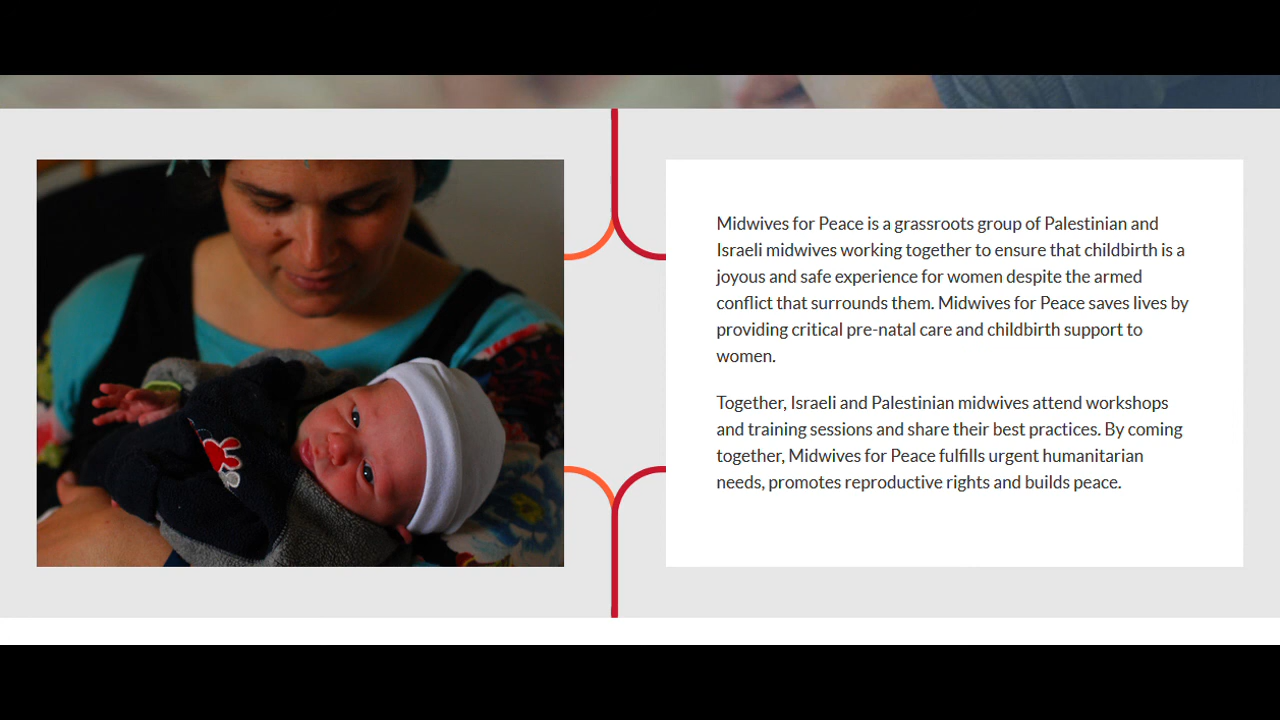 Midwives for Peace is a grassroots group of Palestinian and
Israeli midwives working together to ensure that childbirth is a
joyous and safe experience for women despite the armed
conflict that surrounds them. Midwives for Peace saves lives by
providing critical pre-natal care and childbirth support to
women.
Together, Israeli and Palestinian midwives attend workshops
and training sessions and share their best practices. By coming
together, Midwives for Peace fulfills urgent humanitarian
needs, promotes reproductive rights and builds peace.